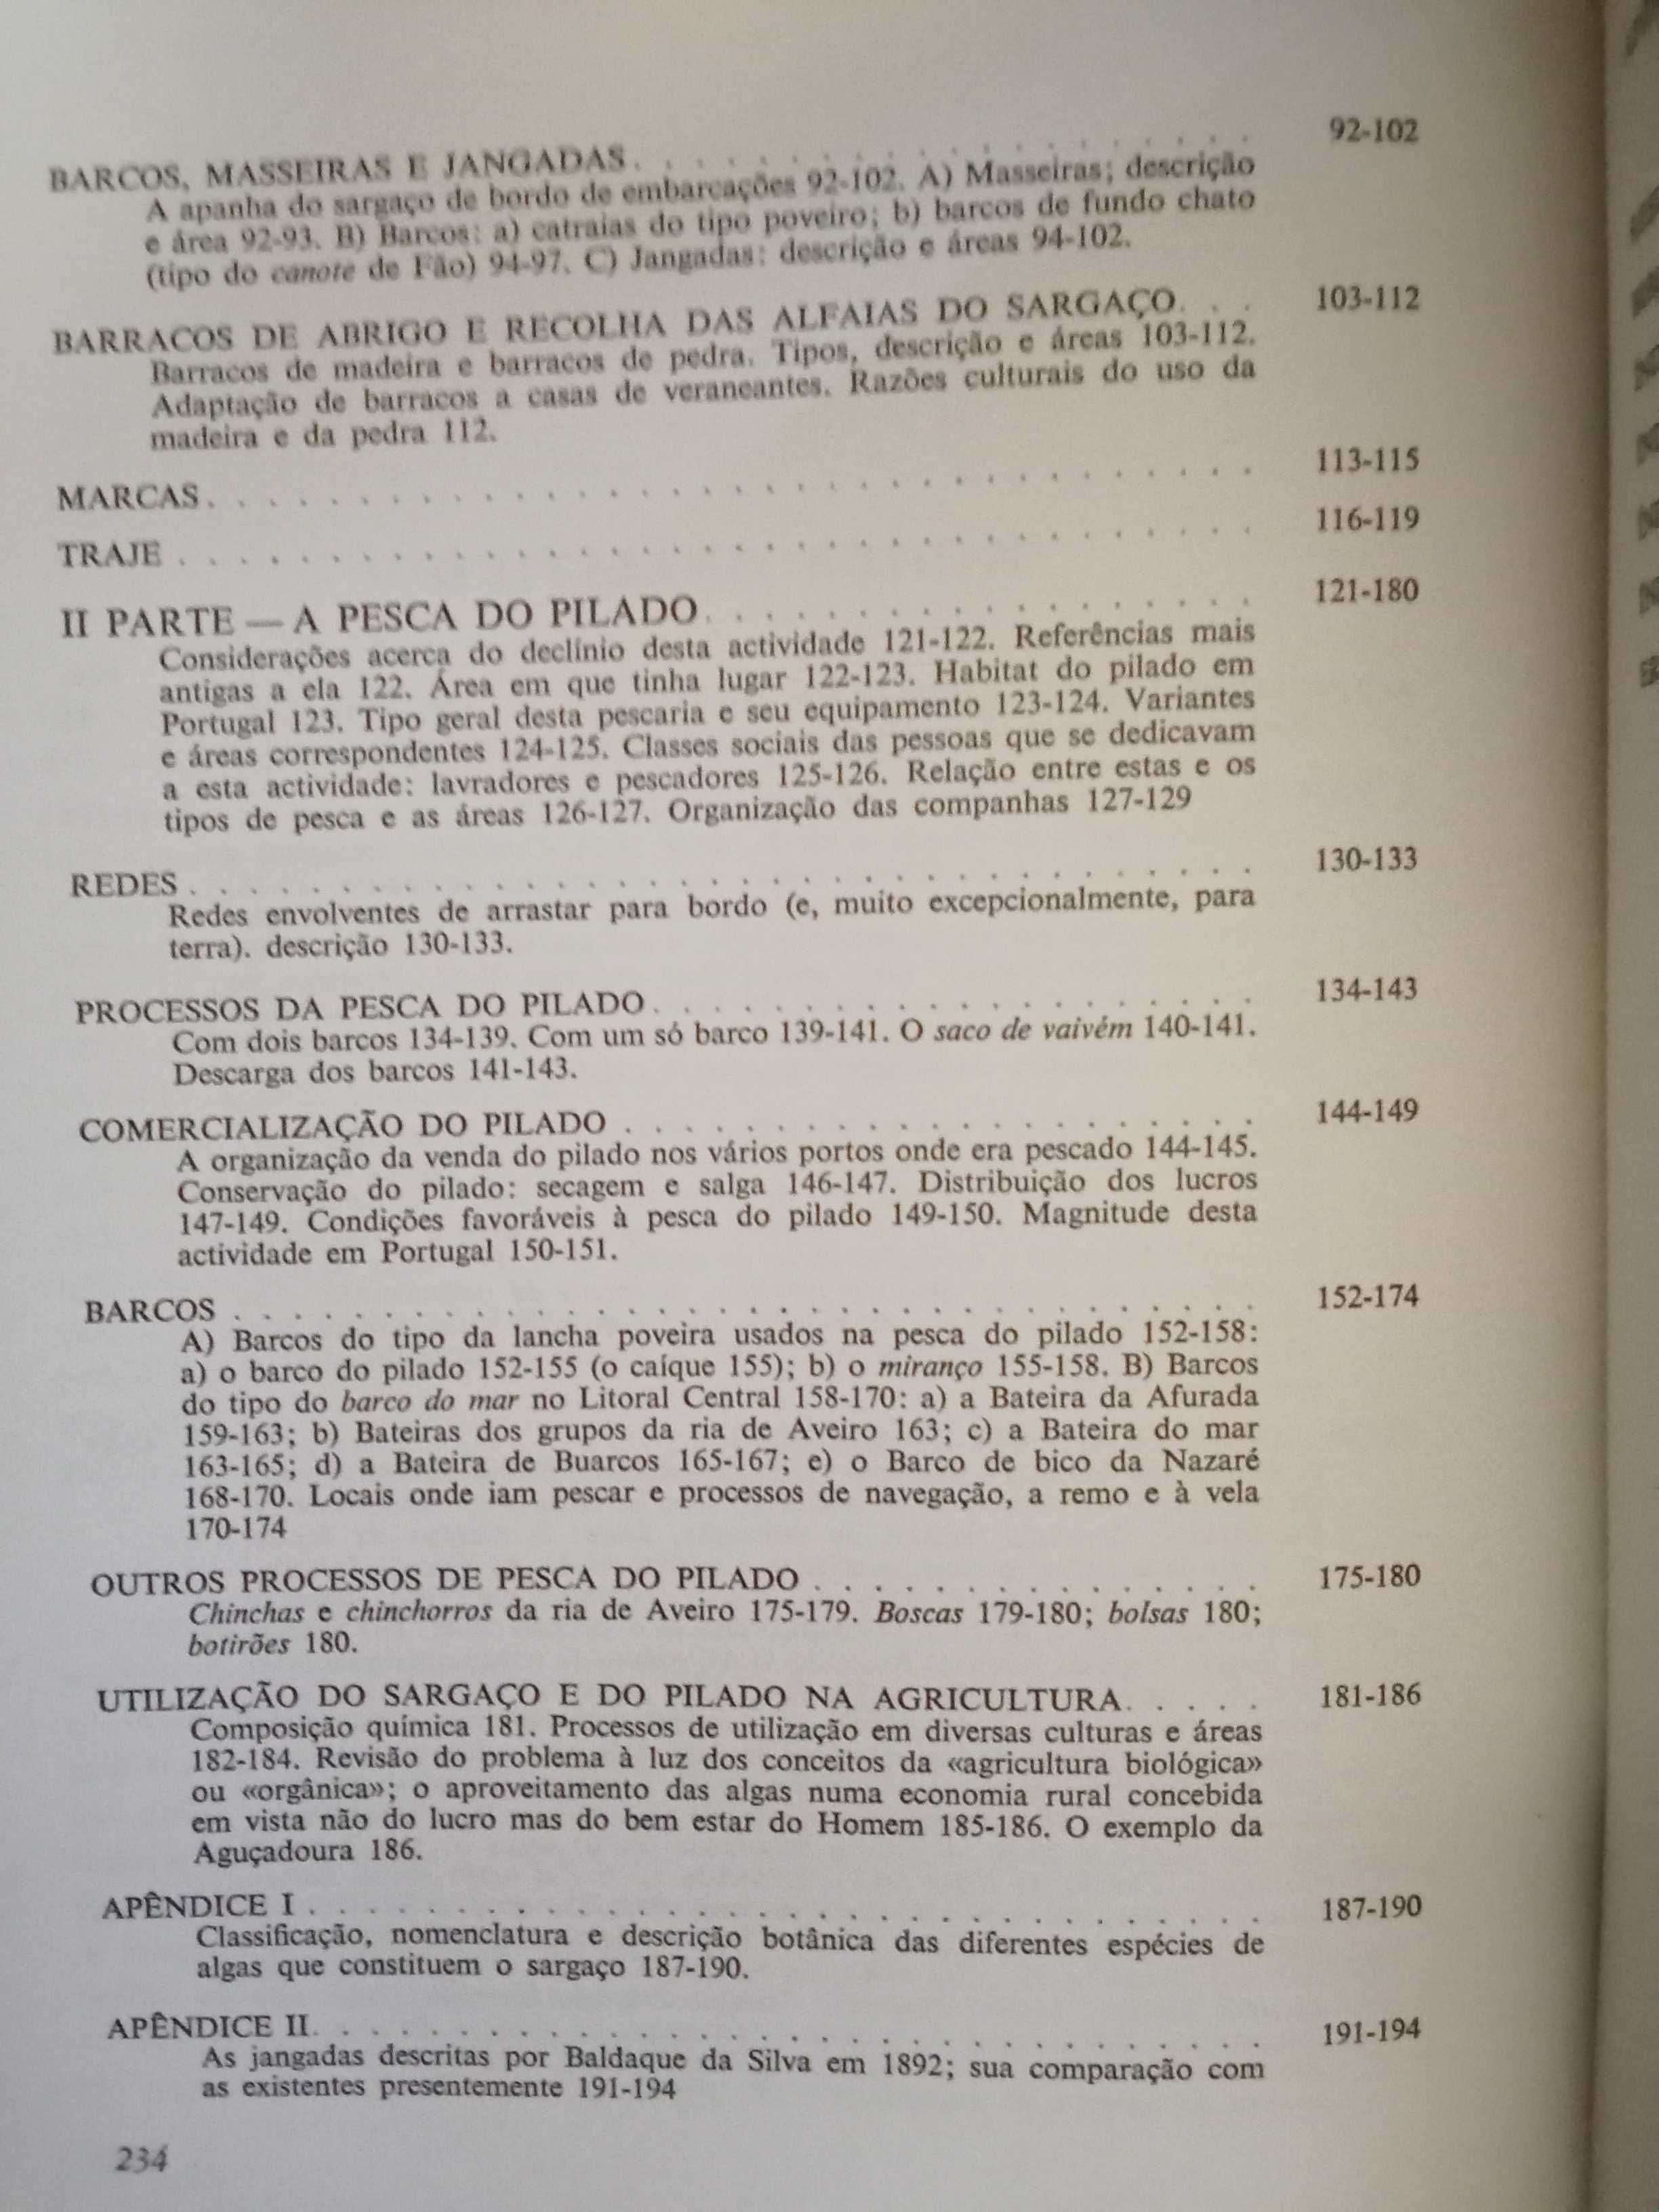 BARCOS, MASSEIRAS E JANGADAS. . . . . . . . . . . . . . . . . . . . . 92-102
A apanha do sargaço de bordo de embarcações 92-102. A) Masseiras; descrição
e área 92-93. B) Barcos: a) catraias do tipo poveiro; b) barcos de fundo chato
(tipo do canote de Fão) 94-97. C) Jangadas: descrição e áreas 94-102.
BARRACOS DE ABRIGO E RECOLHA DAS ALFAIAS DO SARGAÇO. . . 103-112
Barracos de madeira e barracos de pedra. Tipos, descrição e áreas 103-112.
Adaptação de barracos a casas de veraneantes. Razões culturais do uso da
madeira e da pedra 112.
MARCAS. . . . . . . . . . . . . . . . . . . . . . . . . . . . . . . . . . . 113-115
TRAJE . . . . . . . . . . . . . . . . . . . . . . . . . . . . . . . . . . . . 116-119
II PARTE — A PESCA DO PILADO. . . . . . . . . . . . . . . . . . . 121-180
Considerações acerca do declínio desta actividade 121-122. Referências mais
antigas a ela 122. Área em que tinha lugar 122-123. Habitat do pilado em
Portugal 123. Tipo geral desta pescaria e seu equipamento 123-124. Variantes
e áreas correspondentes 124-125. Classes sociais das pessoas que se dedicavam
a esta actividade: lavradores e pescadores 125-126. Relação entre estas e os
tipos de pesca e as áreas 126-127. Organização das companhas 127-129
REDES . . . . . . . . . . . . . . . . . . . . . . . . . . . . . . . . . . . . 130-133
Redes envolventes de arrastar para bordo (e, muito excepcionalmente, para
terra). descrição 130-133.
PROCESSOS DA PESCA DO PILADO. . . . . . . . . . . . . . . . . . . . 134-143
Com dois barcos 134-139. Com um só barco 139-141. O saco de vaivém 140-141.
Descarga dos barcos 141-143.
COMERCIALIZAÇÃO DO PILADO . . . . . . . . . . . . . . . . . . . . . 144-149
A organização da venda do pilado nos vários portos onde era pescado 144-145.
Conservação do pilado: secagem e salga 146-147. Distribuição dos lucros
147-149. Condições favoráveis à pesca do pilado 149-150. Magnitude desta
actividade em Portugal 150-151.
BARCOS . . . . . . . . . . . . . . . . . . . . . . . . . . . . . . . . . . . 152-174
A) Barcos do tipo da lancha poveira usados na pesca do pilado 152-158:
a) o barco do pilado 152-155 (o caíque 155); b) o miranço 155-158. B) Barcos
do tipo do barco do mar no Litoral Central 158-170: a) a Bateira da Afurada
159-163; b) Bateiras dos grupos da ria de Aveiro 163; c) a Bateira do mar
163-165; d) a Bateira de Buarcos 165-167; e) o Barco de bico da Nazaré
168-170. Locais onde iam pescar e processos de navegação, a remo e à vela
170-174
OUTROS PROCESSOS DE PESCA DO PILADO . . . . . . . . . . . . . . . 175-180
Chinchas e chinchorros da ria de Aveiro 175-179. Boscas 179-180; bolsas 180;
botirões 180.
UTILIZAÇÃO DO SARGAÇO E DO PILADO NA AGRICULTURA. . . . . 181-186
Composição química 181. Processos de utilização em diversas culturas e áreas
182-184. Revisão do problema à luz dos conceitos da «agricultura biológica»
ou «orgânica»; o aproveitamento das algas numa economia rural concebida
em vista não do lucro mas do bem estar do Homem 185-186. O exemplo da
Aguçadoura 186.
APÊNDICE I . . . . . . . . . . . . . . . . . . . . . . . . . . . . . . . . . 187-190
Classificação, nomenclatura e descrição botânica das diferentes espécies de
algas que constituem o sargaço 187-190.
APÊNDICE II. . . . . . . . . . . . . . . . . . . . . . . . . . . . . . . . . 191-194
As jangadas descritas por Baldaque da Silva em 1892; sua comparação com
as existentes presentemente 191-194
234